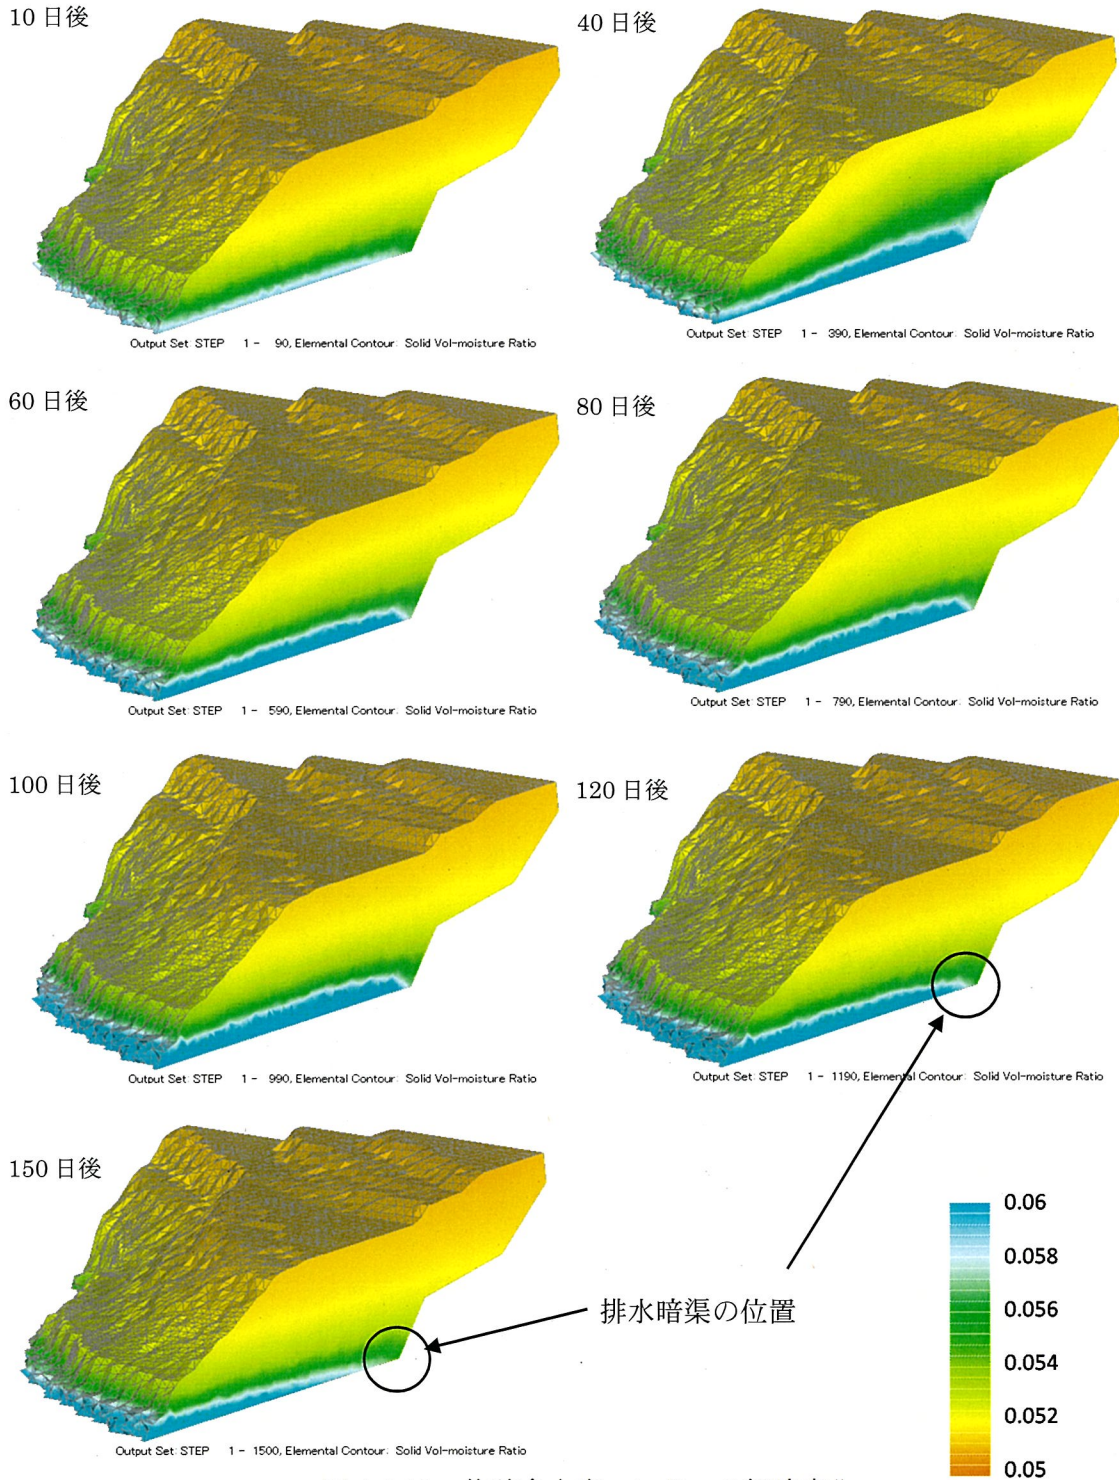 10 日後
40 日後
Output Set: STEP 1 - 90, Elemental Contour: Solid Vol-moisture Ratio
Output Set: STEP 1 - 390, Elemental Contour: Solid Vol-moisture Ratio
60 日後
80 日後
Output Set: STEP 1 - 590, Elemental Contour: Solid Vol-moisture Ratio
Output Set: STEP 1 - 790, Elemental Contour: Solid Vol-moisture Ratio
100 日後
120 日後
Output Set: STEP 1 - 990, Elemental Contour: Solid Vol-moisture Ratio
Output Set: STEP 1 - 1190, Elemental Contour: Solid Vol-moisture Ratio
150 日後
排水暗渠の位置
0.06
0.058
0.056
0.054
0.052
0.05
Output Set: STEP 1 - 1500, Elemental Contour: Solid Vol-moisture Ratio